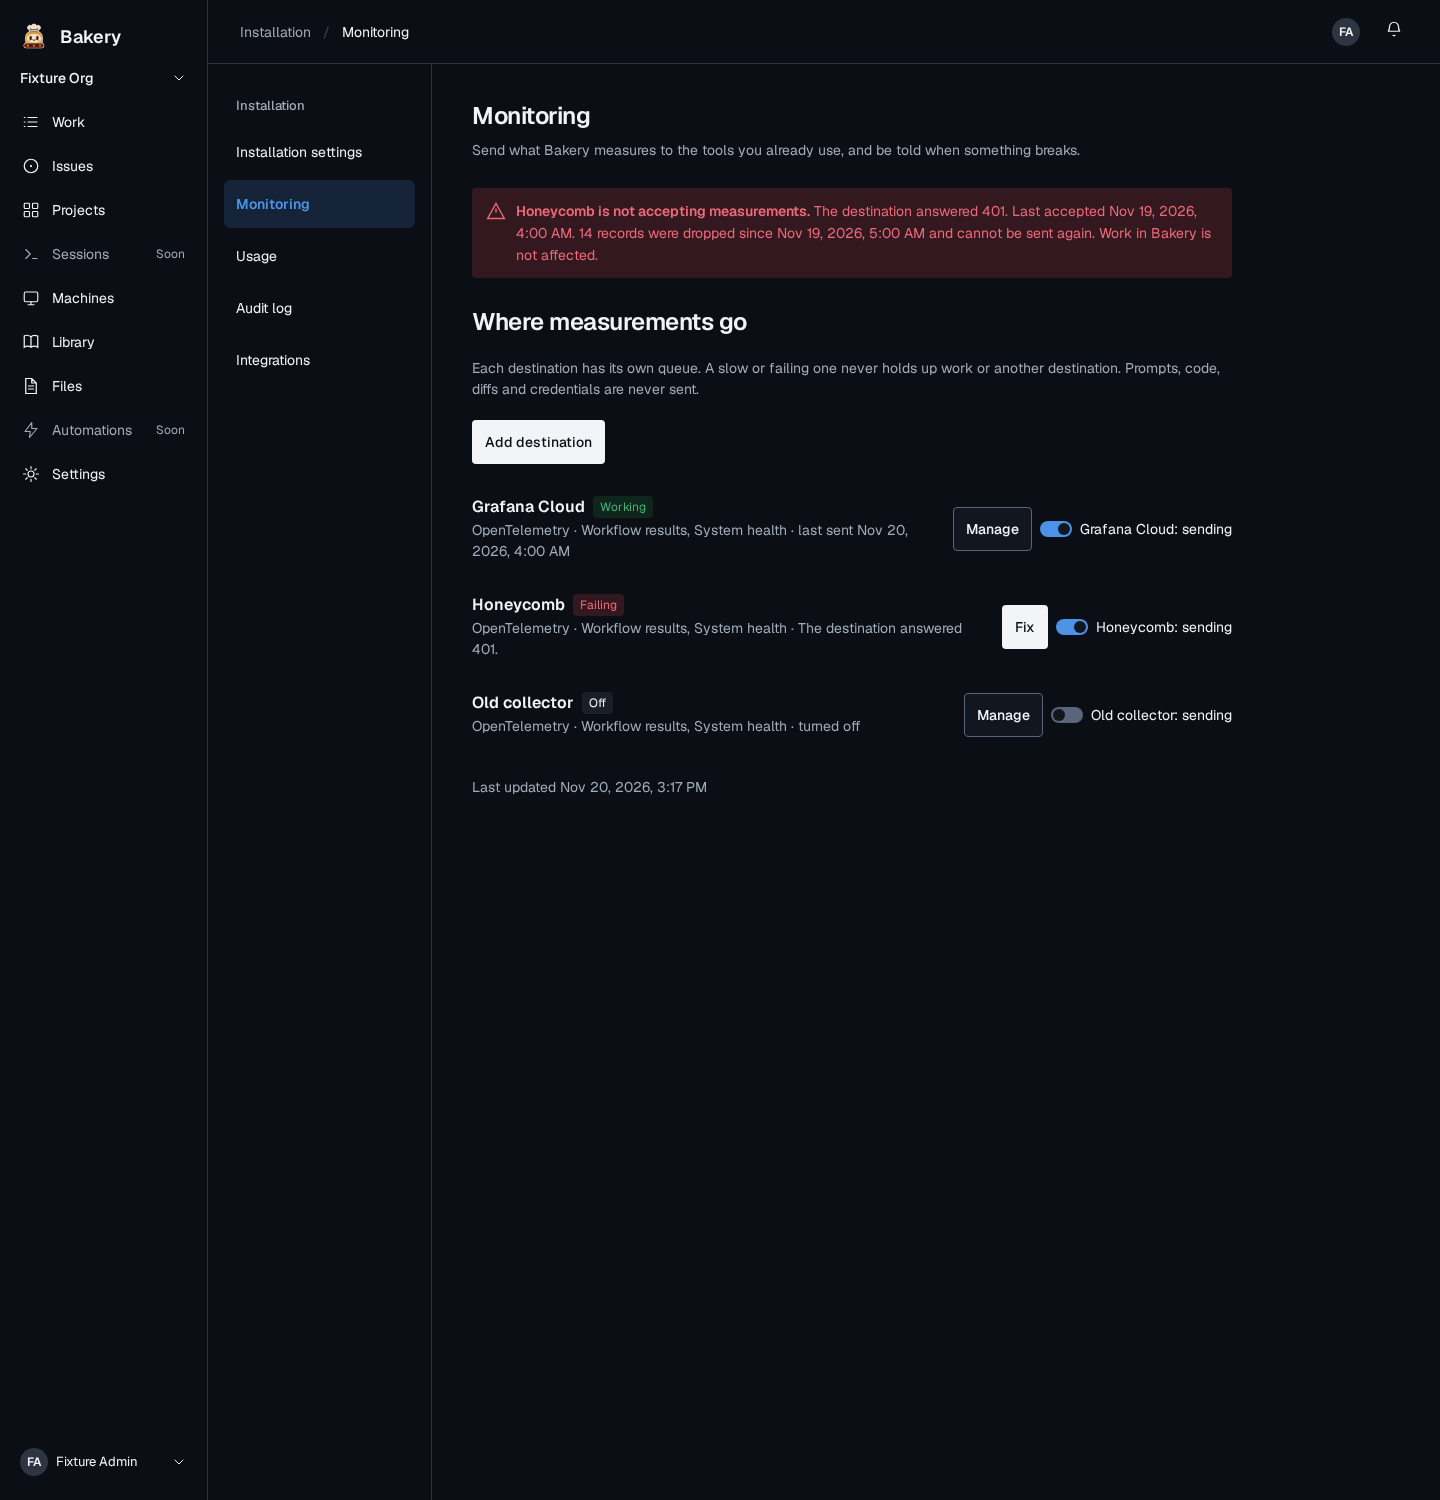 Bakery
Fixture Org
Work
Issues
Projects
Sessions Soon
Machines
Library
Files
Automations Soon
Settings
FA Fixture Admin
Installation / Monitoring
FA
Installation
Installation settings
Monitoring
Usage
Audit log
Integrations
Monitoring
Send what Bakery measures to the tools you already use, and be told when something breaks.
Honeycomb is not accepting measurements. The destination answered 401. Last accepted Nov 19, 2026,
4:00 AM. 14 records were dropped since Nov 19, 2026, 5:00 AM and cannot be sent again. Work in Bakery is
not affected.
Where measurements go
Each destination has its own queue. A slow or failing one never holds up work or another destination. Prompts, code,
diffs and credentials are never sent.
Add destination
Grafana Cloud Working
OpenTelemetry · Workflow results, System health · last sent Nov 20,
2026, 4:00 AM
Manage Grafana Cloud: sending
Honeycomb Failing
OpenTelemetry · Workflow results, System health · The destination answered
401.
Fix Honeycomb: sending
Old collector Off
OpenTelemetry · Workflow results, System health · turned off
Manage Old collector: sending
Last updated Nov 20, 2026, 3:17 PM